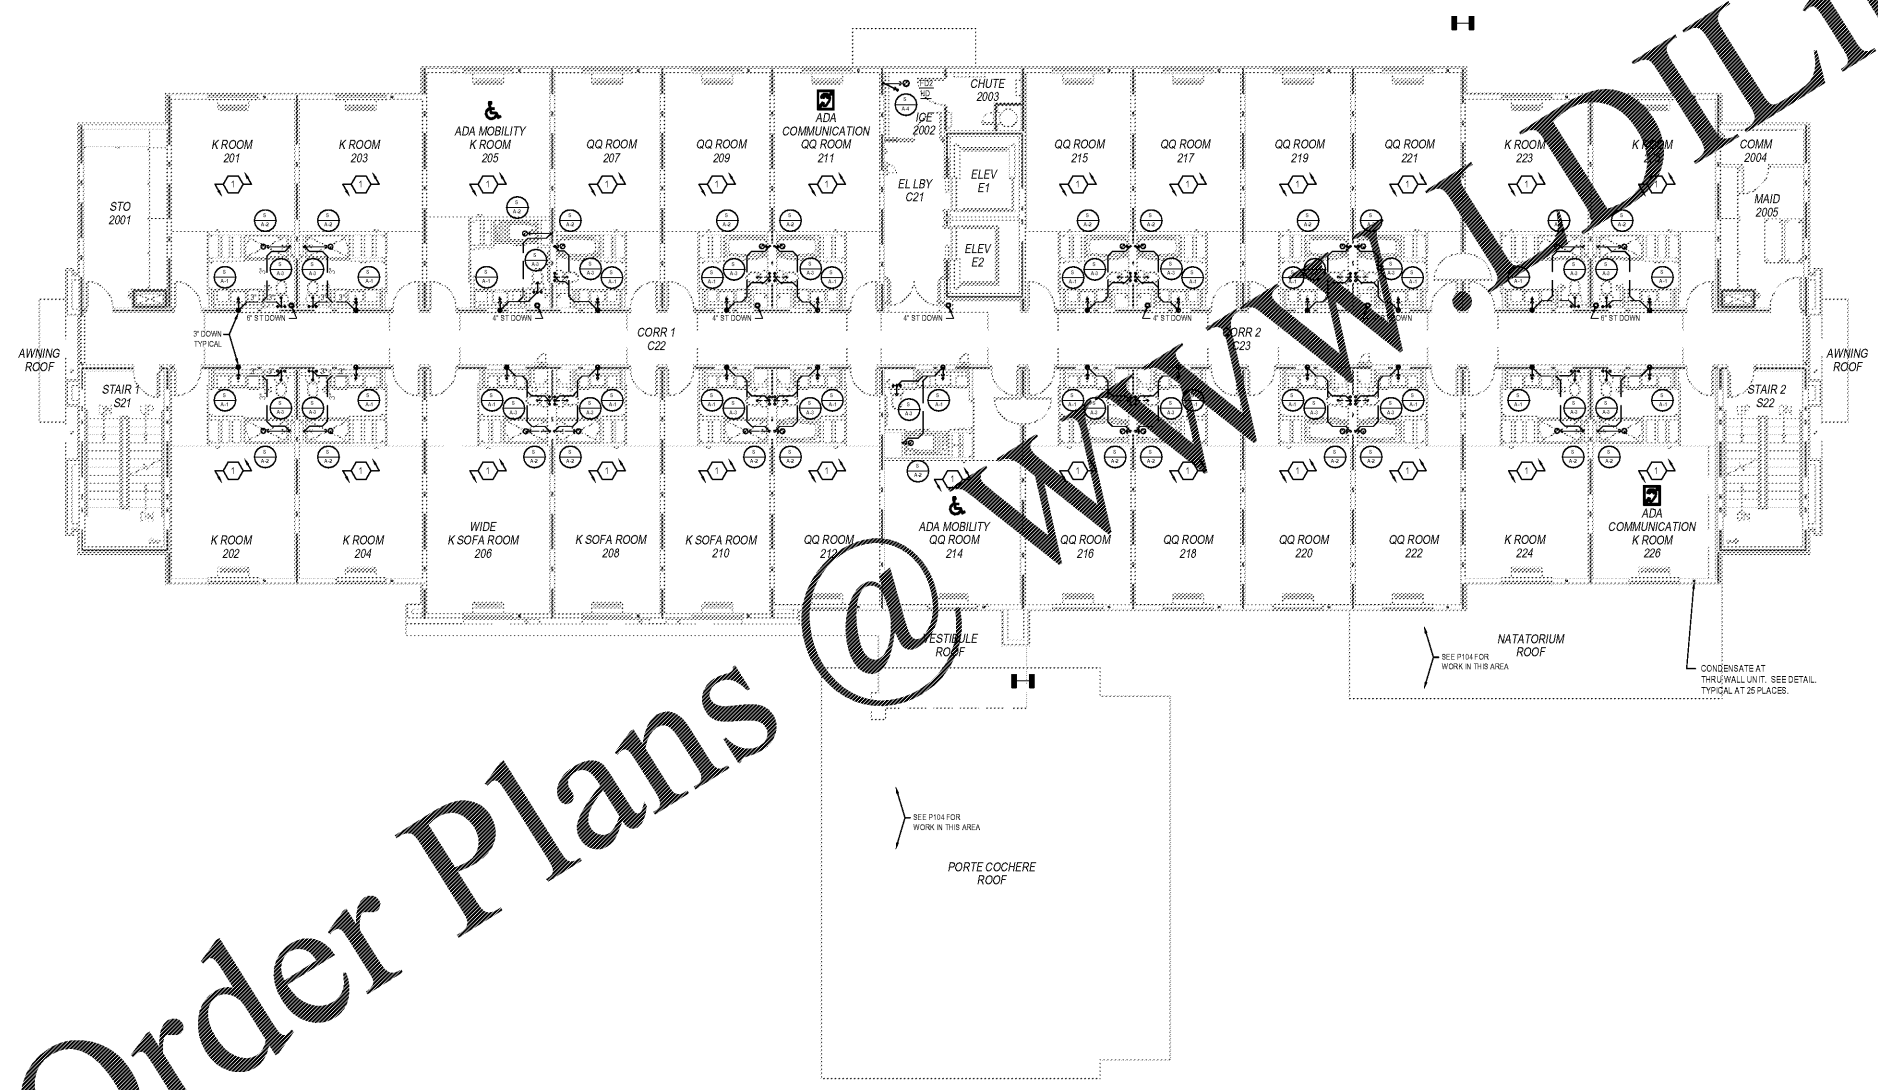 CHUTE
2003
ICE
2002
K ROOM
201
K ROOM
203
ADA MOBILITY
K ROOM
205
QQ ROOM
207
QQ ROOM
209
ADA
COMMUNICATION
QQ ROOM
211
EL LBY
C21
ELEV
E1
ELEV
E2
QQ ROOM
215
QQ ROOM
217
QQ ROOM
219
QQ ROOM
221
K ROOM
223
COMM
2004
MAID
2005
STO
2001
6" ST DOWN
4" ST DOWN
4" ST DOWN
4" ST DOWN
4" ST DOWN
6" ST DOWN
3" DOWN
TYPICAL
CORR 1
C22
CORR 2
C23
AWNING
ROOF
AWNING
ROOF
STAIR 1
S21
STAIR 2
S22
K ROOM
202
K ROOM
204
WIDE
K SOFA ROOM
206
K SOFA ROOM
208
K SOFA ROOM
210
QQ ROOM
212
ADA MOBILITY
QQ ROOM
214
QQ ROOM
216
QQ ROOM
218
QQ ROOM
220
QQ ROOM
222
K ROOM
224
ADA
COMMUNICATION
K ROOM
226
VESTIBULE
ROOF
NATATORIUM
ROOF
SEE P104 FOR
WORK IN THIS AREA
CONDENSATE AT
THRU WALL UNIT. SEE DETAIL.
TYPICAL AT 25 PLACES.
SEE P104 FOR
WORK IN THIS AREA
PORTE COCHERE
ROOF
Order Plans @ WWW.LDILI